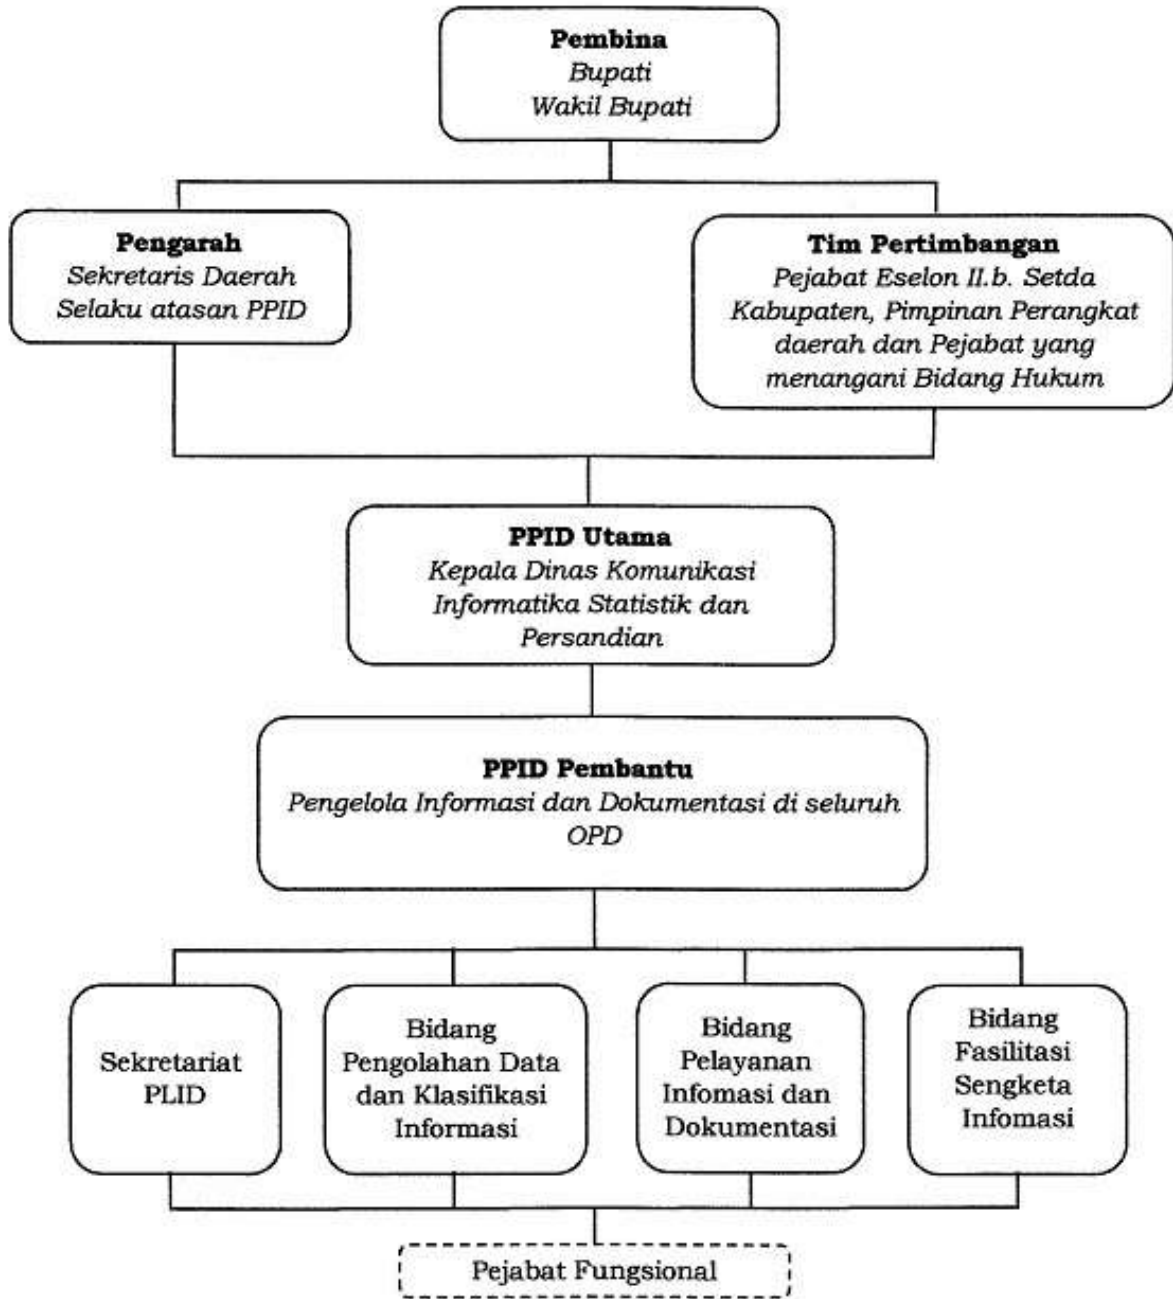 Pembina
Bupati
Wakil Bupati
Pengarah
Sekretaris Daerah
Selaku atasan PPID
Tim Pertimbangan
Pejabat Eselon II.b. Setda
Kabupaten, Pimpinan Perangkat
daerah dan Pejabat yang
menangani Bidang Hukum
PPID Utama
Kepala Dinas Komunikasi
Informatika Statistik dan
Persandian
PPID Pembantu
Pengelola Informasi dan Dokumentasi di seluruh
OPD
Sekretariat
PLID
Bidang
Pengolahan Data
dan Klasifikasi
Informasi
Bidang
Pelayanan
Infomasi dan
Dokumentasi
Bidang
Fasilitasi
Sengketa
Infomasi
Pejabat Fungsional